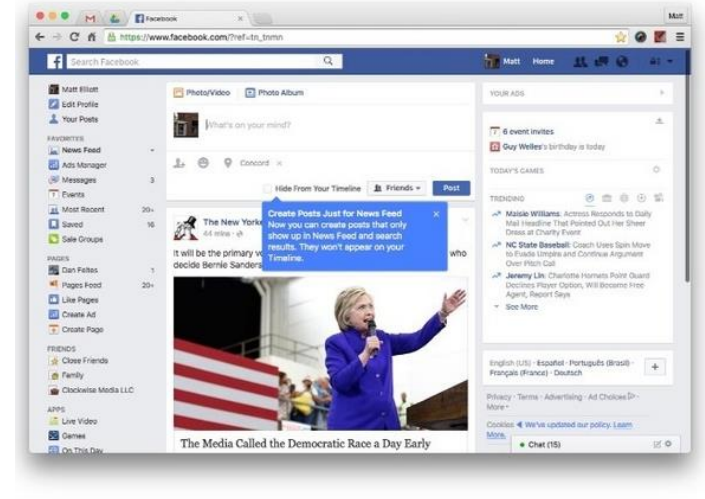 Facebook
Matt
https://www.facebook.com/?ref=tn_tnmn
Search Facebook
Matt
Home
Matt Elliott
Edit Profile
Your Posts
FAVORITES
News Feed
Ads Manager
Messages 3
Events
Most Recent 20+
Saved 16
Sale Groups
PAGES
Dan Feites 1
Pages Feed 20+
Like Pages
Create Ad
Create Page
FRIENDS
Close Friends
Family
Clockwise Media LLC
APPS
Live Video
Games
On This Day
Photo/Video
Photo Album
What's on your mind?
Concord ×
Hide From Your Timeline
Friends
Post
Create Posts Just for News Feed
Now you can create posts that only
show up in News Feed and search
results. They won't appear on your
Timeline.
The New Yorke
44 mins
It will be the primary vo
who
decide Bernie Sanders
The Media Called the Democratic Race a Day Early
YOUR ADS
6 event invites
Guy Welles's birthday is today
TODAY'S GAMES
TRENDING
Maisie Williams: Actress Responds to Daily
Mail Headline That Pointed Out Her Sheer
Dress at Charity Event
NC State Baseball: Coach Uses Spin Move
to Evade Umpire and Continue Argument
Over Pitch Call
Jeremy Lin: Charlotte Hornets Point Guard
Declines Player Option, Will Become Free
Agent, Report Says
See More
English (US) · Español · Português (Brasil) ·
Français (France) · Deutsch
Privacy · Terms · Advertising · Ad Choices ·
More
Cookies
We've updated our policy. Learn
More.
Chat (15)